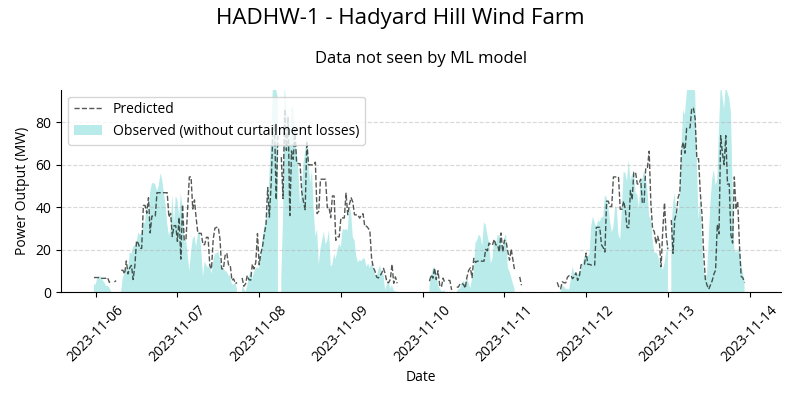 HADHW-1 - Hadyard Hill Wind Farm
Data not seen by ML model
Predicted
Observed (without curtailment losses)
Power Output (MW)
80
60
40
20
0
2023-11-06
2023-11-07
2023-11-08
2023-11-09
2023-11-10
2023-11-11
2023-11-12
2023-11-13
2023-11-14
Date